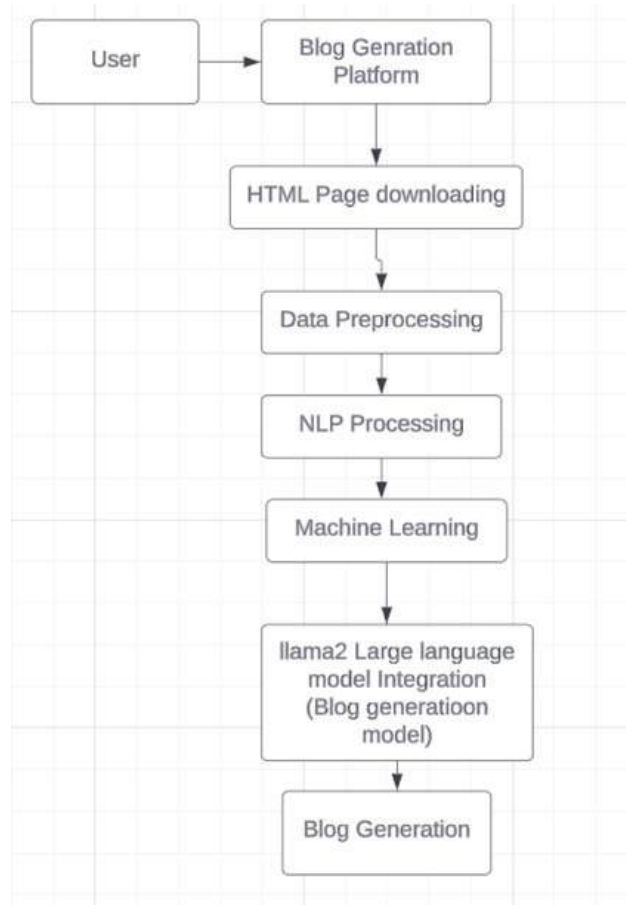 User
Blog Genration
Platform
HTML Page downloading
Data Preprocessing
NLP Processing
Machine Learning
llama2 Large language
model Integration
(Blog generatioon
model)
Blog Generation